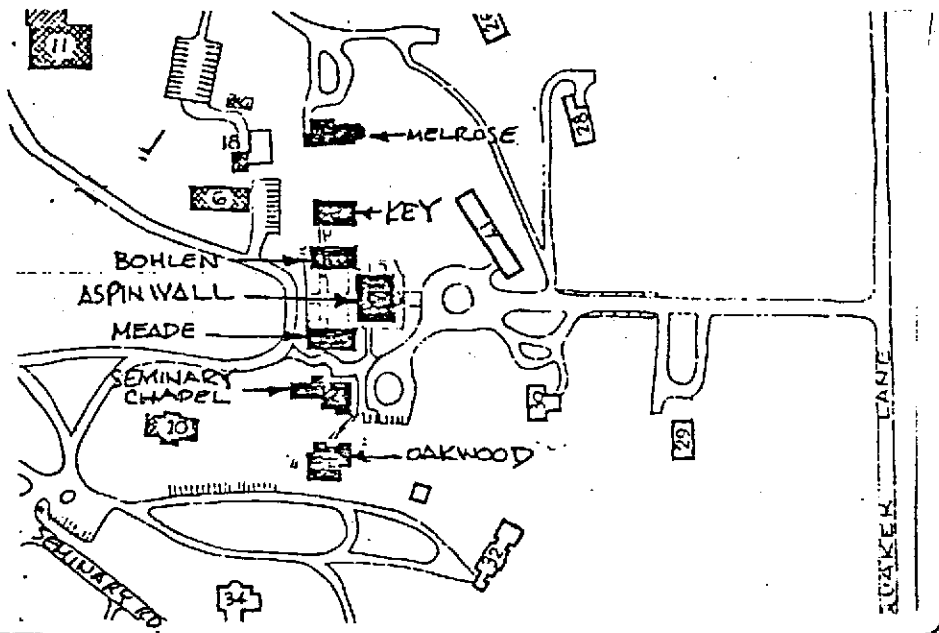 11
18
MELROSE
28
6
KEY
17
BOHLEN
ASPINWALL
MEADE
SEMINARY
CHAPEL
2
30
10
OAKWOOD
29
QUAKER LANE
32
SEMINARY RD.
34